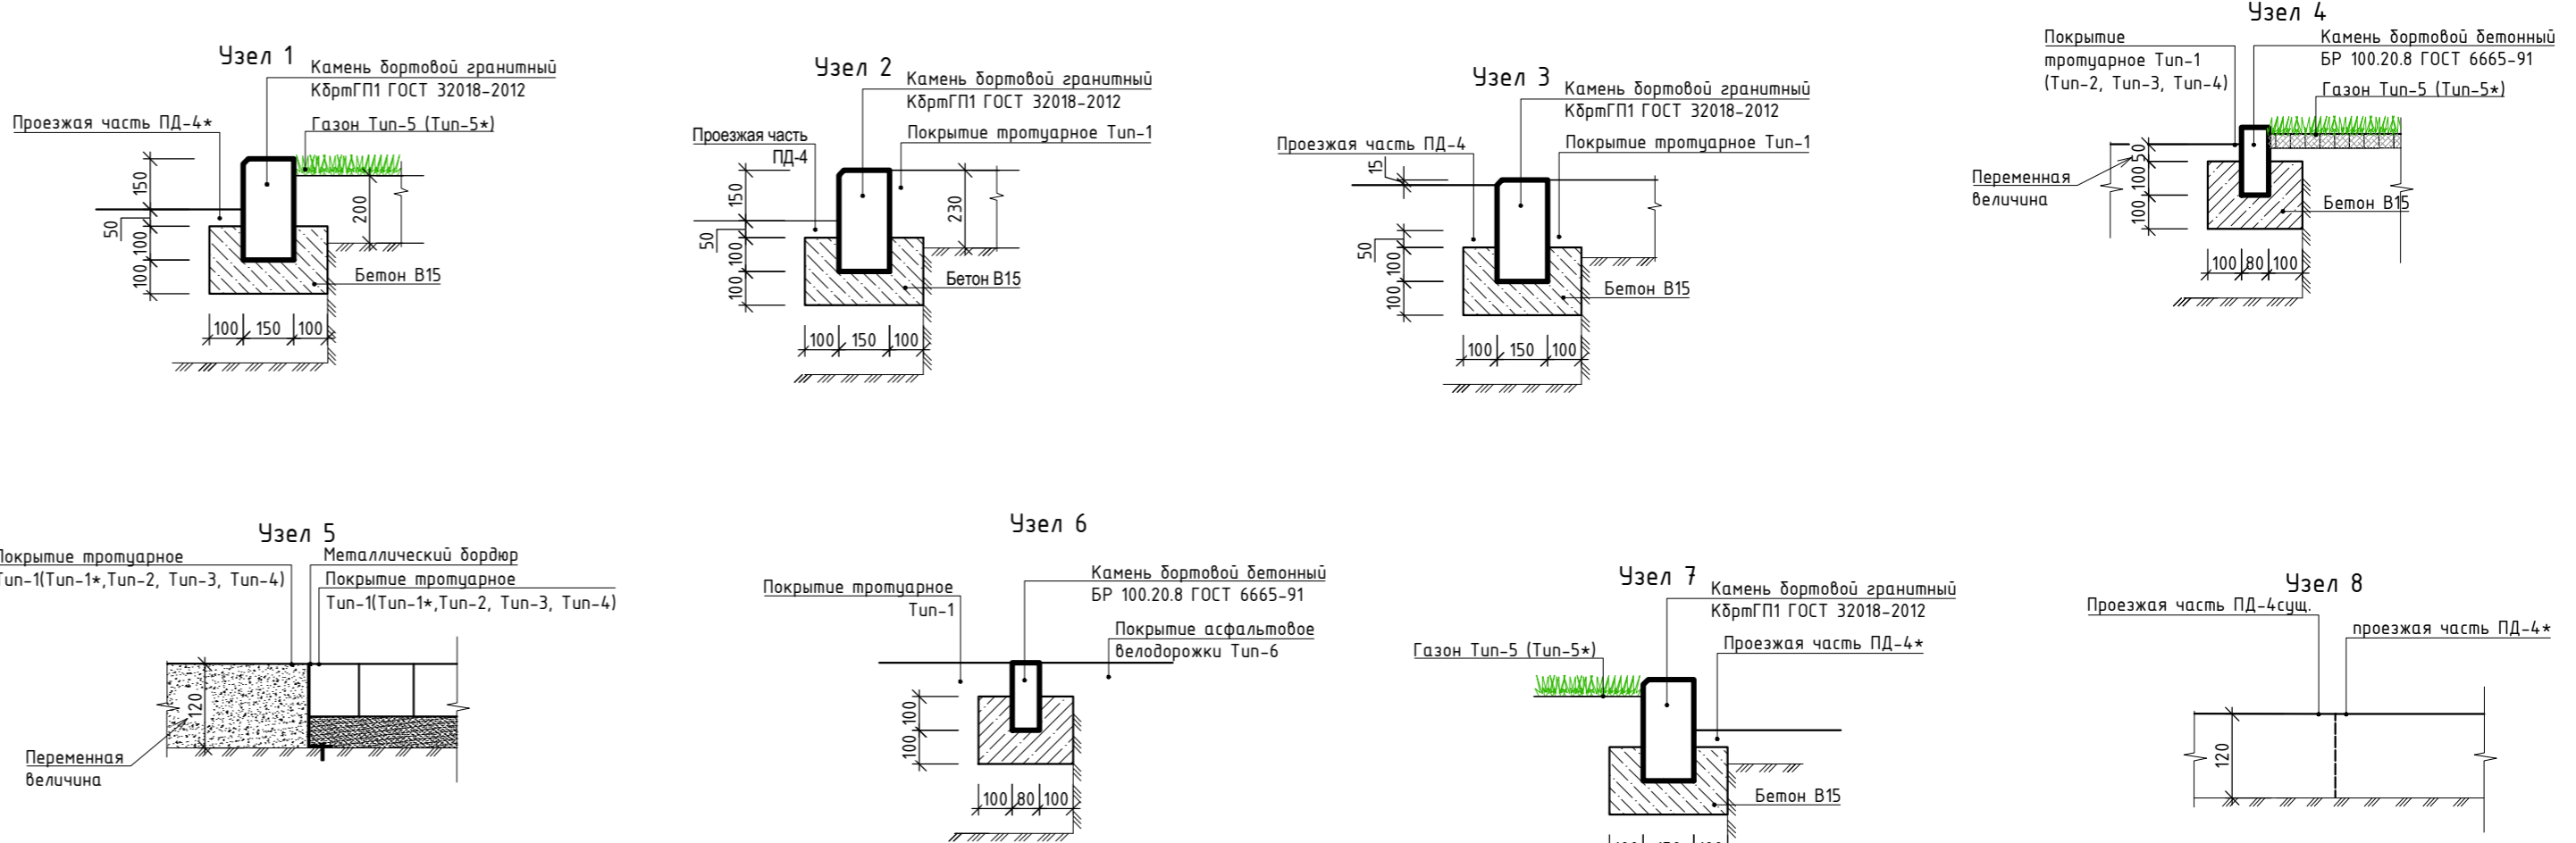 Узел 1
Камень бортовой гранитный
КбртГП1 ГОСТ 32018-2012
Проезжая часть ПД-4*
Газон Тип-5 (Тип-5*)
150
50
100
100
200
Бетон В15
100 150 100
Узел 2
Камень бортовой гранитный
КбртГП1 ГОСТ 32018-2012
Проезжая часть
ПД-4
Покрытие тротуарное Тип-1
150
50
100
100
230
Бетон В15
100 150 100
Узел 3
Камень бортовой гранитный
КбртГП1 ГОСТ 32018-2012
Проезжая часть ПД-4
Покрытие тротуарное Тип-1
15
50
100
100
Бетон В15
100 150 100
Узел 4
Покрытие
тротуарное Тип-1
(Тип-2, Тип-3, Тип-4)
Камень бортовой бетонный
БР 100.20.8 ГОСТ 6665-91
Газон Тип-5 (Тип-5*)
Переменная
величина
50
100
100
Бетон В15
100 80 100
Узел 5
Покрытие тротуарное
Тип-1(Тип-1*,Тип-2, Тип-3, Тип-4)
Металлический бордюр
Покрытие тротуарное
Тип-1(Тип-1*,Тип-2, Тип-3, Тип-4)
120
Переменная
величина
Узел 6
Покрытие тротуарное
Тип-1
Камень бортовой бетонный
БР 100.20.8 ГОСТ 6665-91
Покрытие асфальтовое
велодорожки Тип-6
100
100
100 80 100
Узел 7
Камень бортовой гранитный
КбртГП1 ГОСТ 32018-2012
Газон Тип-5 (Тип-5*)
Проезжая часть ПД-4*
Бетон В15
Узел 8
Проезжая часть ПД-4сущ.
проезжая часть ПД-4*
120